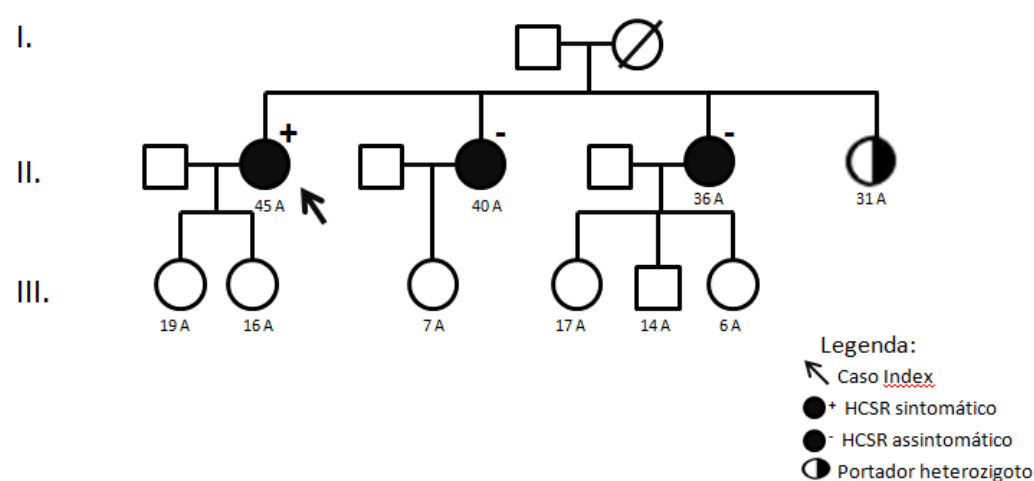 I.
+
-
-
II.
45 A
40 A
36 A
31 A
III.
19 A
16 A
7 A
17 A
14 A
6 A
Legenda:
Caso Index
+ HCSR sintomático
- HCSR assintomático
Portador heterozigoto